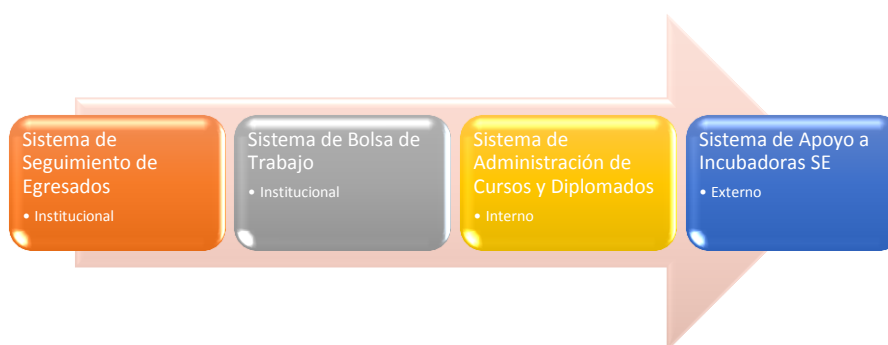 Sistema de
Seguimiento de
Egresados
• Institucional
Sistema de Bolsa de
Trabajo
• Institucional
Sistema de
Administración de
Cursos y Diplomados
• Interno
Sistema de Apoyo a
Incubadoras SE
• Externo